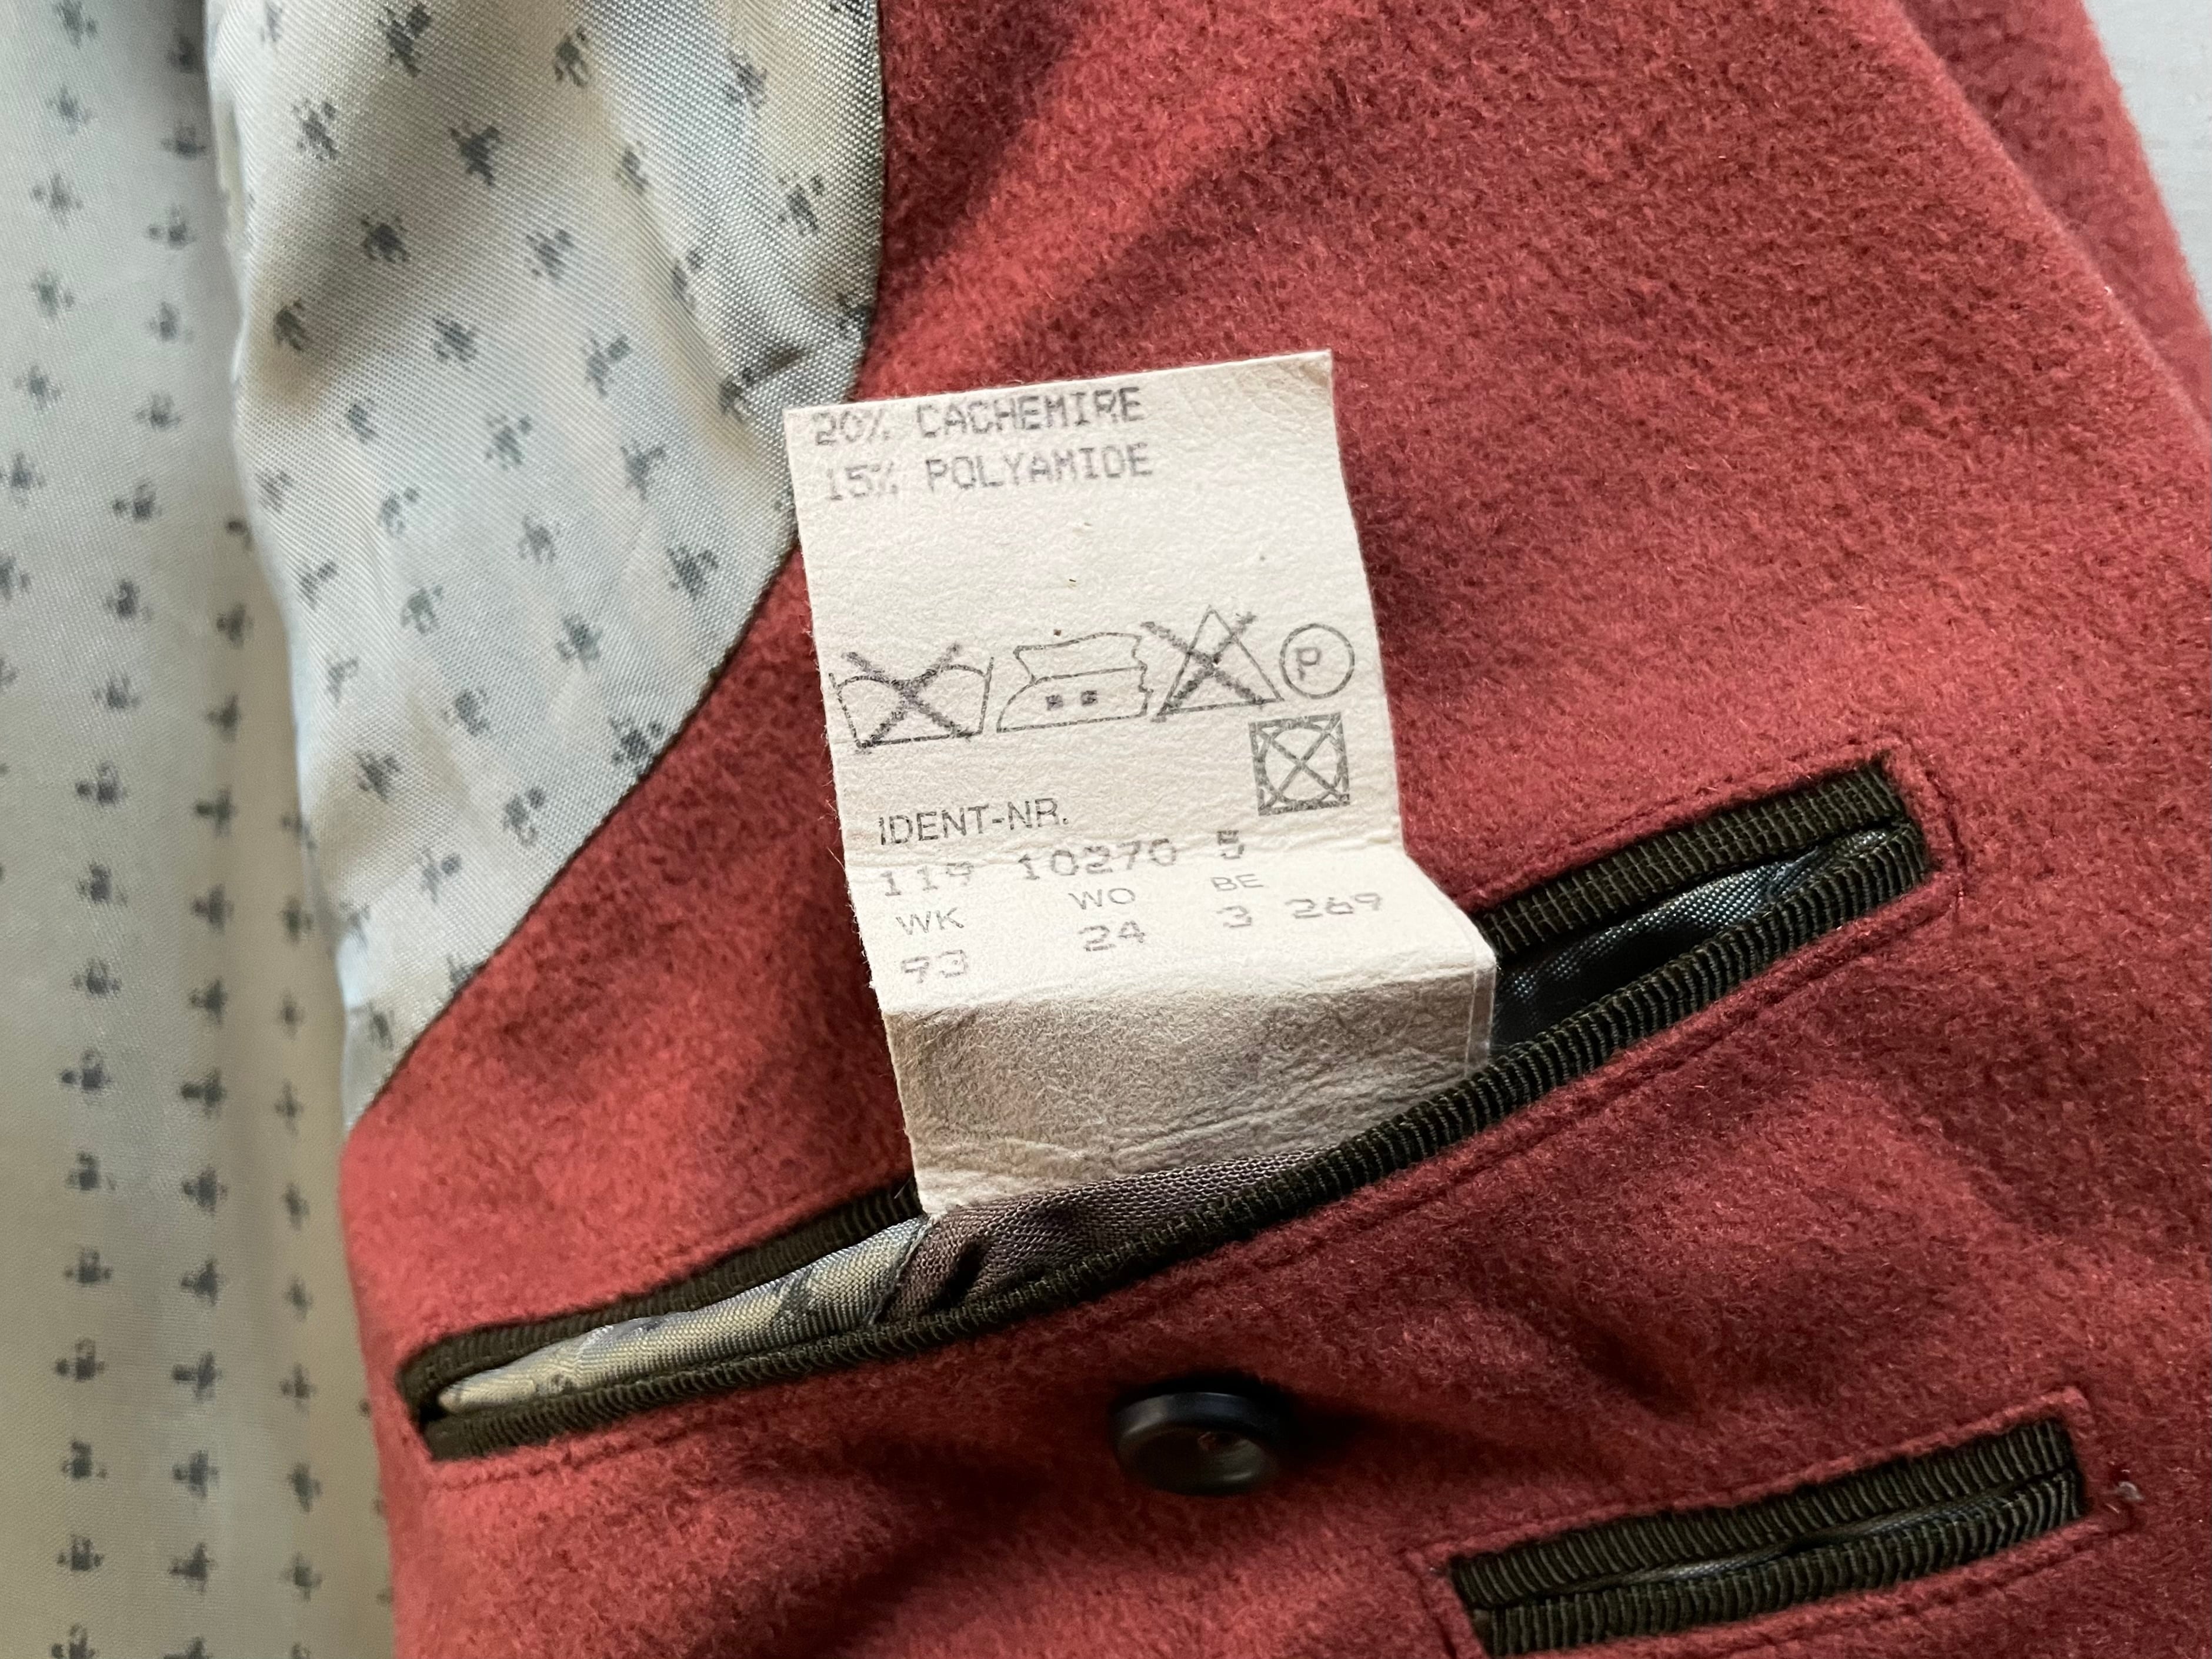 20% CACHEMIRE
15% POLYAMIDE
P
IDENT-NR.
119 10270 5
WK WO BE
93 24 3 269